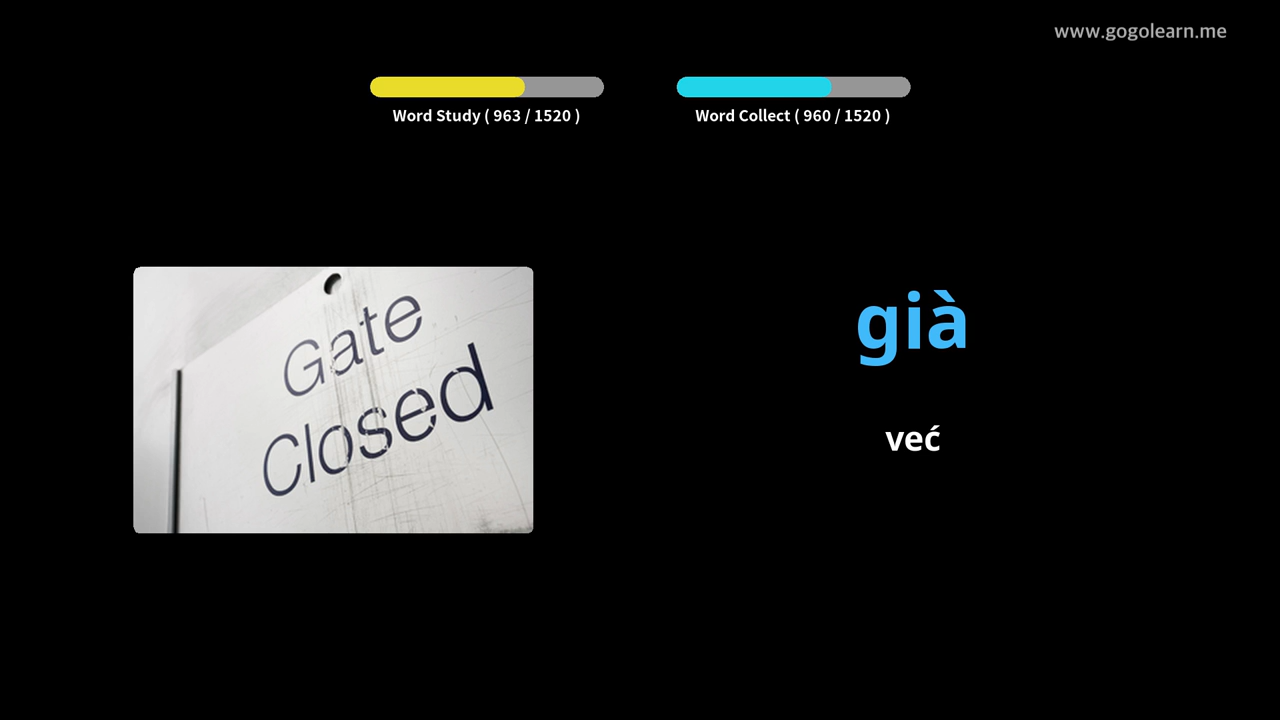 www.gogolearn.me
Word Study ( 963 / 1520 )
Word Collect ( 960 / 1520 )
Gate
Closed
già
već